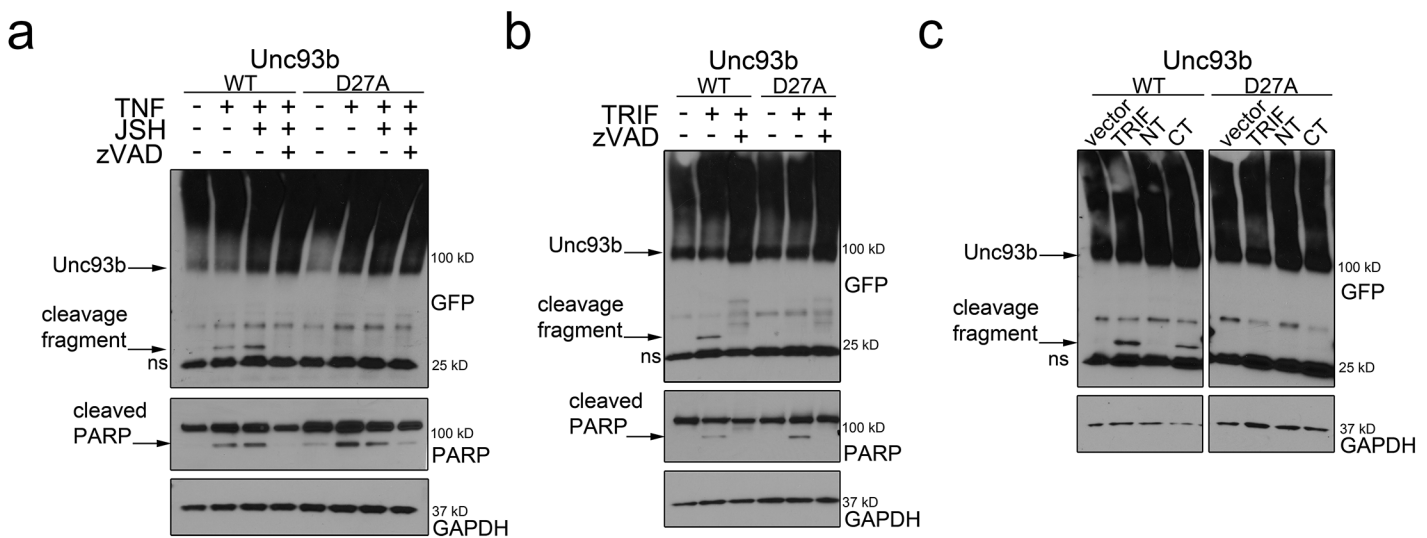 a
Unc93b
WT D27A
TNF - + + + - + + +
JSH - - + + - - + +
zVAD - - - + - - - +
Unc93b
100 kD
GFP
cleavage
fragment
ns
25 kD
cleaved
PARP
100 kD
PARP
37 kD
GAPDH
b
Unc93b
WT D27A
TRIF - + + - + +
zVAD - - + - - +
Unc93b
100 kD
GFP
cleavage
fragment
ns
25 kD
cleaved
PARP
100 kD
PARP
37 kD
GAPDH
c
Unc93b
WT D27A
vector TRIF NT CT vector TRIF NT CT
Unc93b
100 kD
GFP
cleavage
fragment
ns
25 kD
37 kD
GAPDH